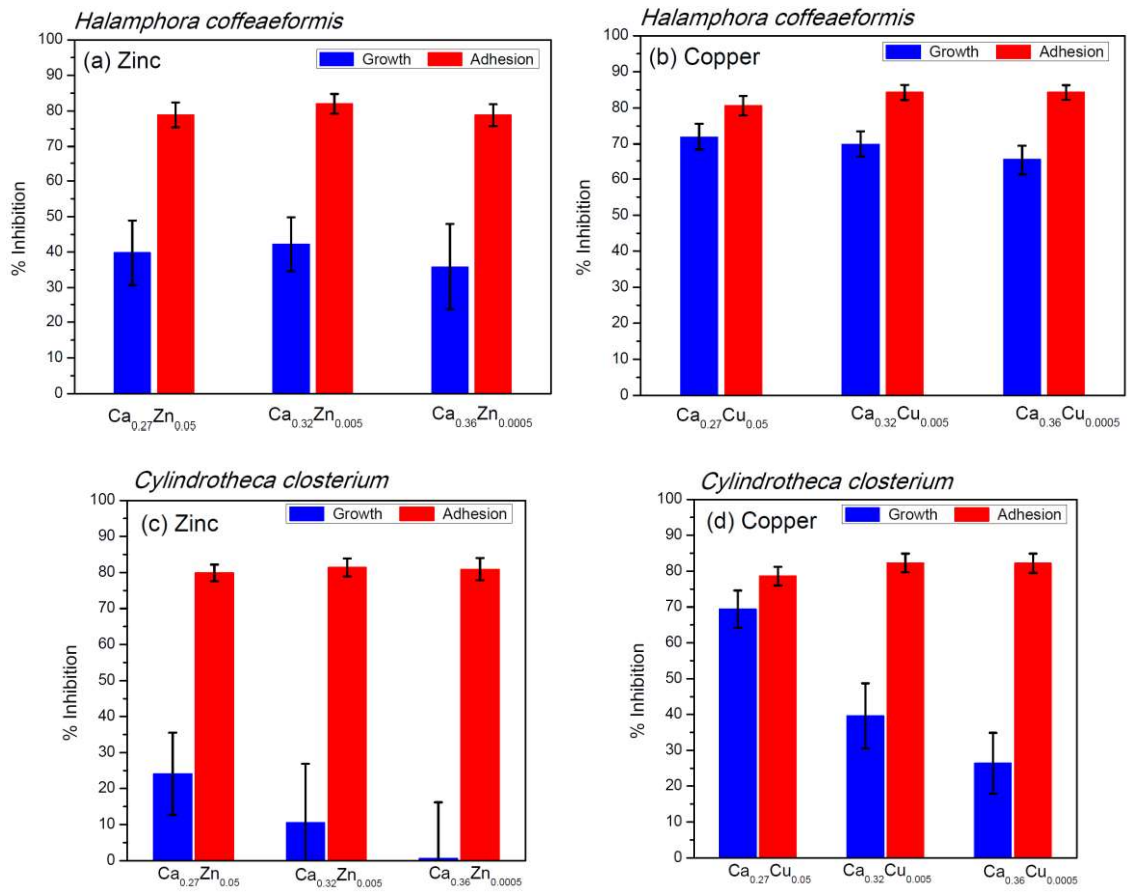 Halamphora coffeaeformis
(a) Zinc
Growth Adhesion
% Inhibition
100
90
80
70
60
50
40
30
20
10
0
Ca0.27Zn0.05 Ca0.32Zn0.005 Ca0.36Zn0.0005
Halamphora coffeaeformis
(b) Copper
Growth Adhesion
% Inhibition
100
90
80
70
60
50
40
30
20
10
0
Ca0.27Cu0.05 Ca0.32Cu0.005 Ca0.36Cu0.0005
Cylindrotheca closterium
(c) Zinc
Growth Adhesion
% Inhibition
100
90
80
70
60
50
40
30
20
10
0
Ca0.27Zn0.05 Ca0.32Zn0.005 Ca0.36Zn0.0005
Cylindrotheca closterium
(d) Copper
Growth Adhesion
% Inhibition
100
90
80
70
60
50
40
30
20
10
0
Ca0.27Cu0.05 Ca0.32Cu0.005 Ca0.36Cu0.0005